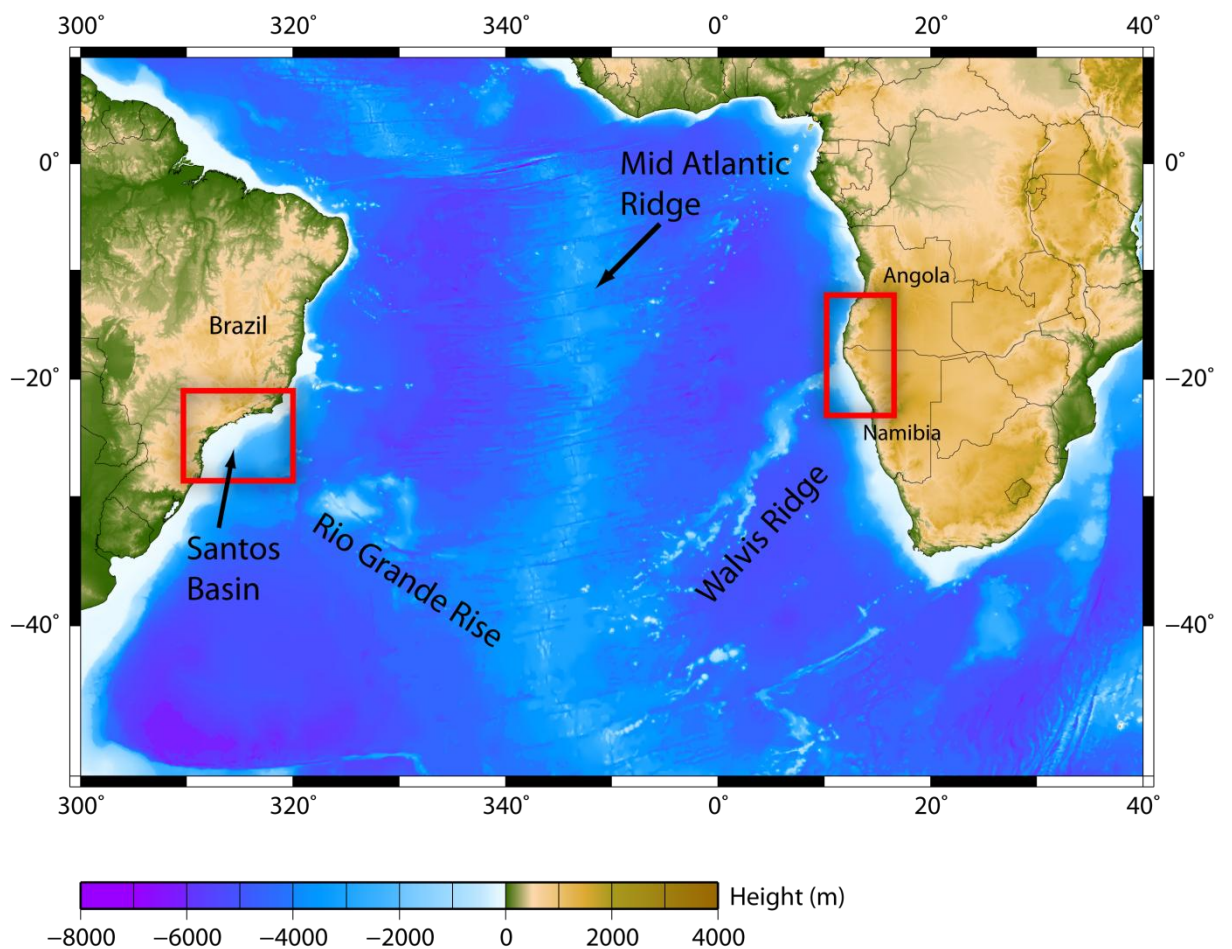 300˚ 320˚ 340˚ 0˚ 20˚ 40˚
0˚ 0˚
Mid Atlantic
Ridge
Angola
Brazil
−20˚ −20˚
Namibia
Santos
Basin
Rio Grande Rise
Walvis Ridge
−40˚ −40˚
300˚ 320˚ 340˚ 0˚ 20˚ 40˚
Height (m)
−8000 −6000 −4000 −2000 0 2000 4000